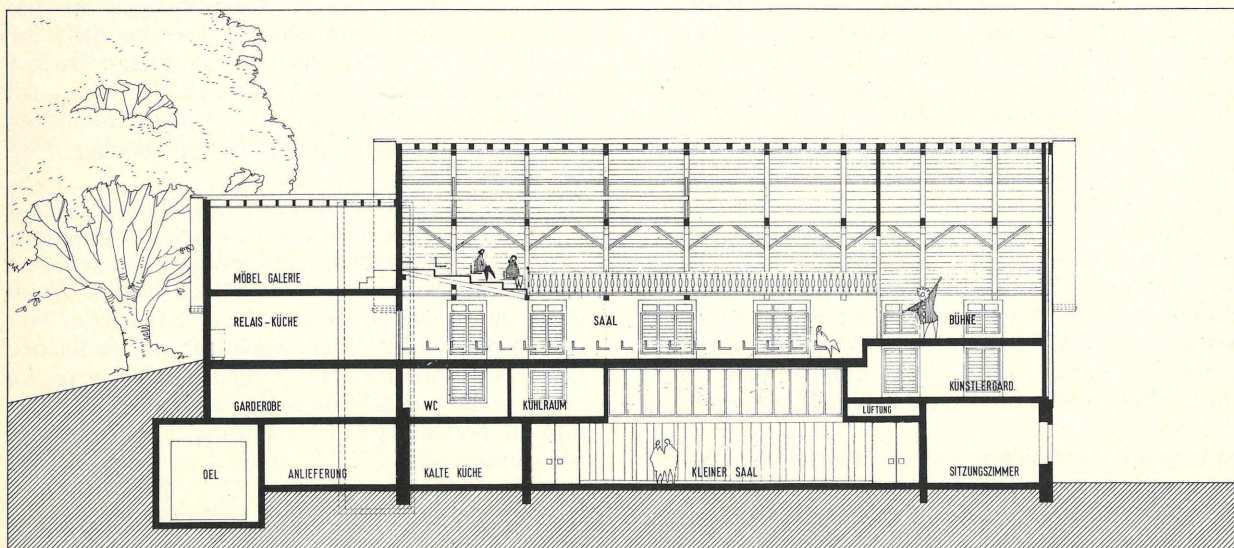 MÖBEL GALERIE
RELAIS-KÜCHE
SAAL
BÜHNE
GARDEROBE
WC
KÜHLRAUM
KÜNSTLERGARD.
LÜFTUNG
OEL
ANLIEFERUNG
KALTE KÜCHE
KLEINER SAAL
SITZUNGSZIMMER